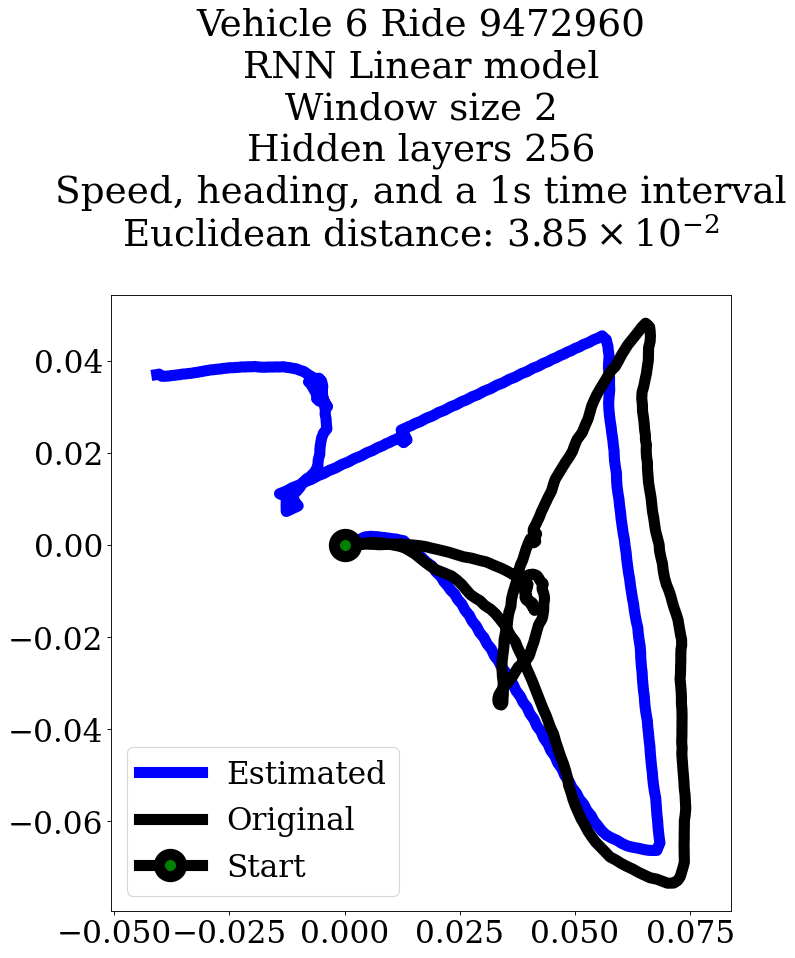 Vehicle 6 Ride 9472960
RNN Linear model
Window size 2
Hidden layers 256
Speed, heading, and a 1s time interval
Euclidean distance: 3.85 × 10⁻²
0.04
0.02
0.00
−0.02
−0.04
−0.06
Estimated
Original
Start
−0.050 −0.025 0.000 0.025 0.050 0.075